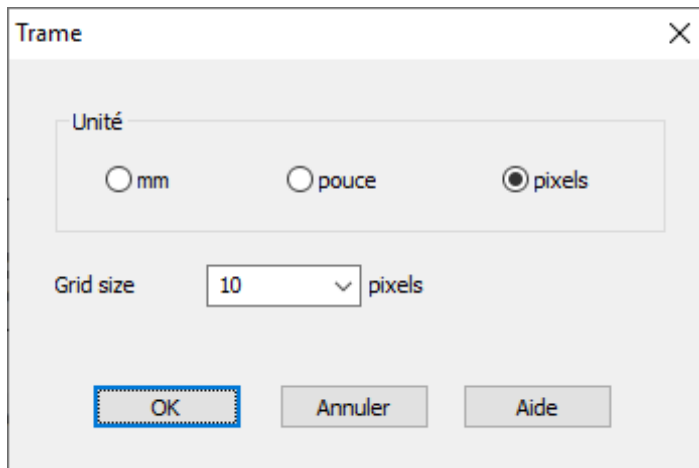 Trame
Unité
mm pouce pixels
Grid size 10 pixels
OK Annuler Aide